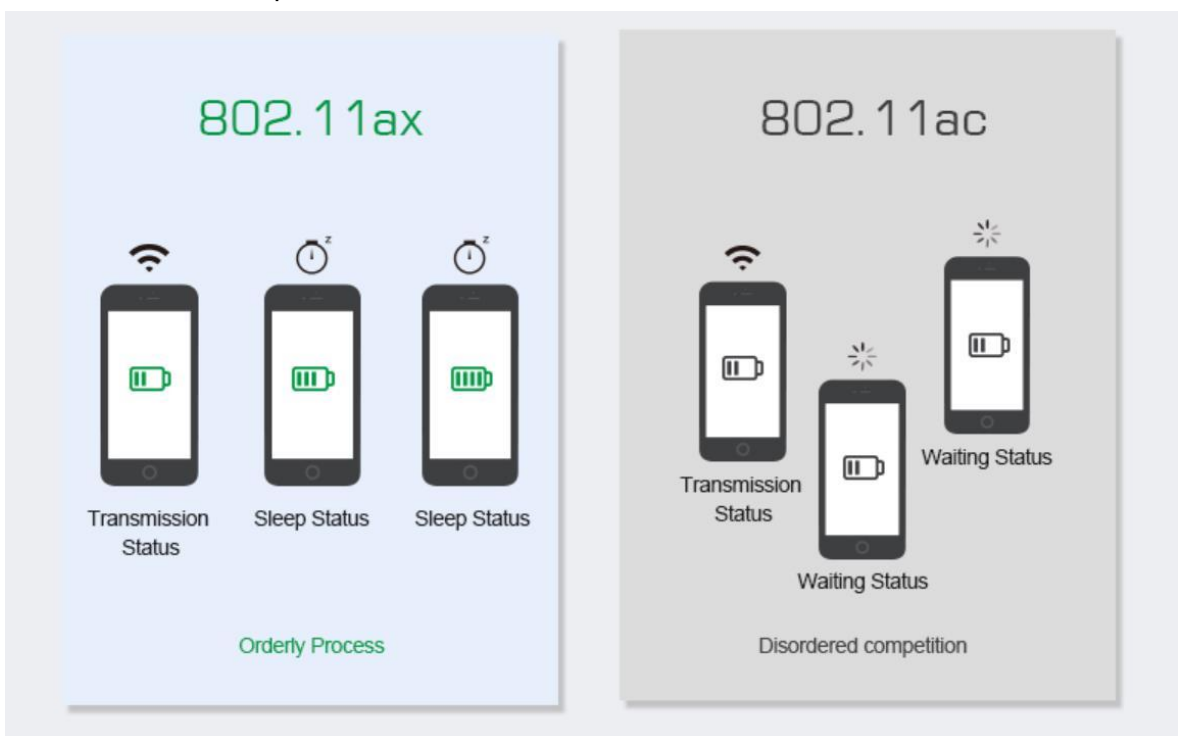 802.11ax
z
z
Transmission
Status
Sleep Status
Sleep Status
Orderly Process
802.11ac
Transmission
Status
Waiting Status
Waiting Status
Disordered competition